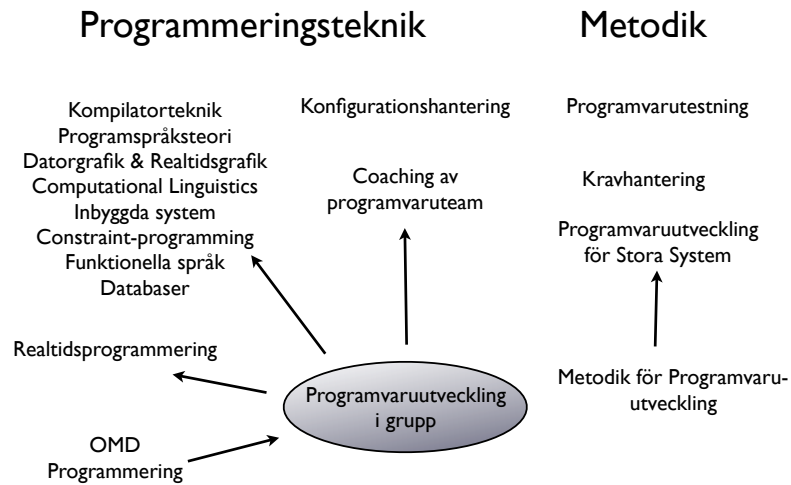 Programmeringsteknik
Metodik
Kompilatorteknik
Programspråksteori
Datorgrafik & Realtidsgrafik
Computational Linguistics
Inbyggda system
Constraint-programming
Funktionella språk
Databaser
Konfigurationshantering
Coaching av
programvaruteam
Programvarutestning
Kravhantering
Programvaruutveckling
för Stora System
Realtidsprogrammering
Programvaruutveckling
i grupp
Metodik för Programvaru-
utveckling
OMD
Programmering